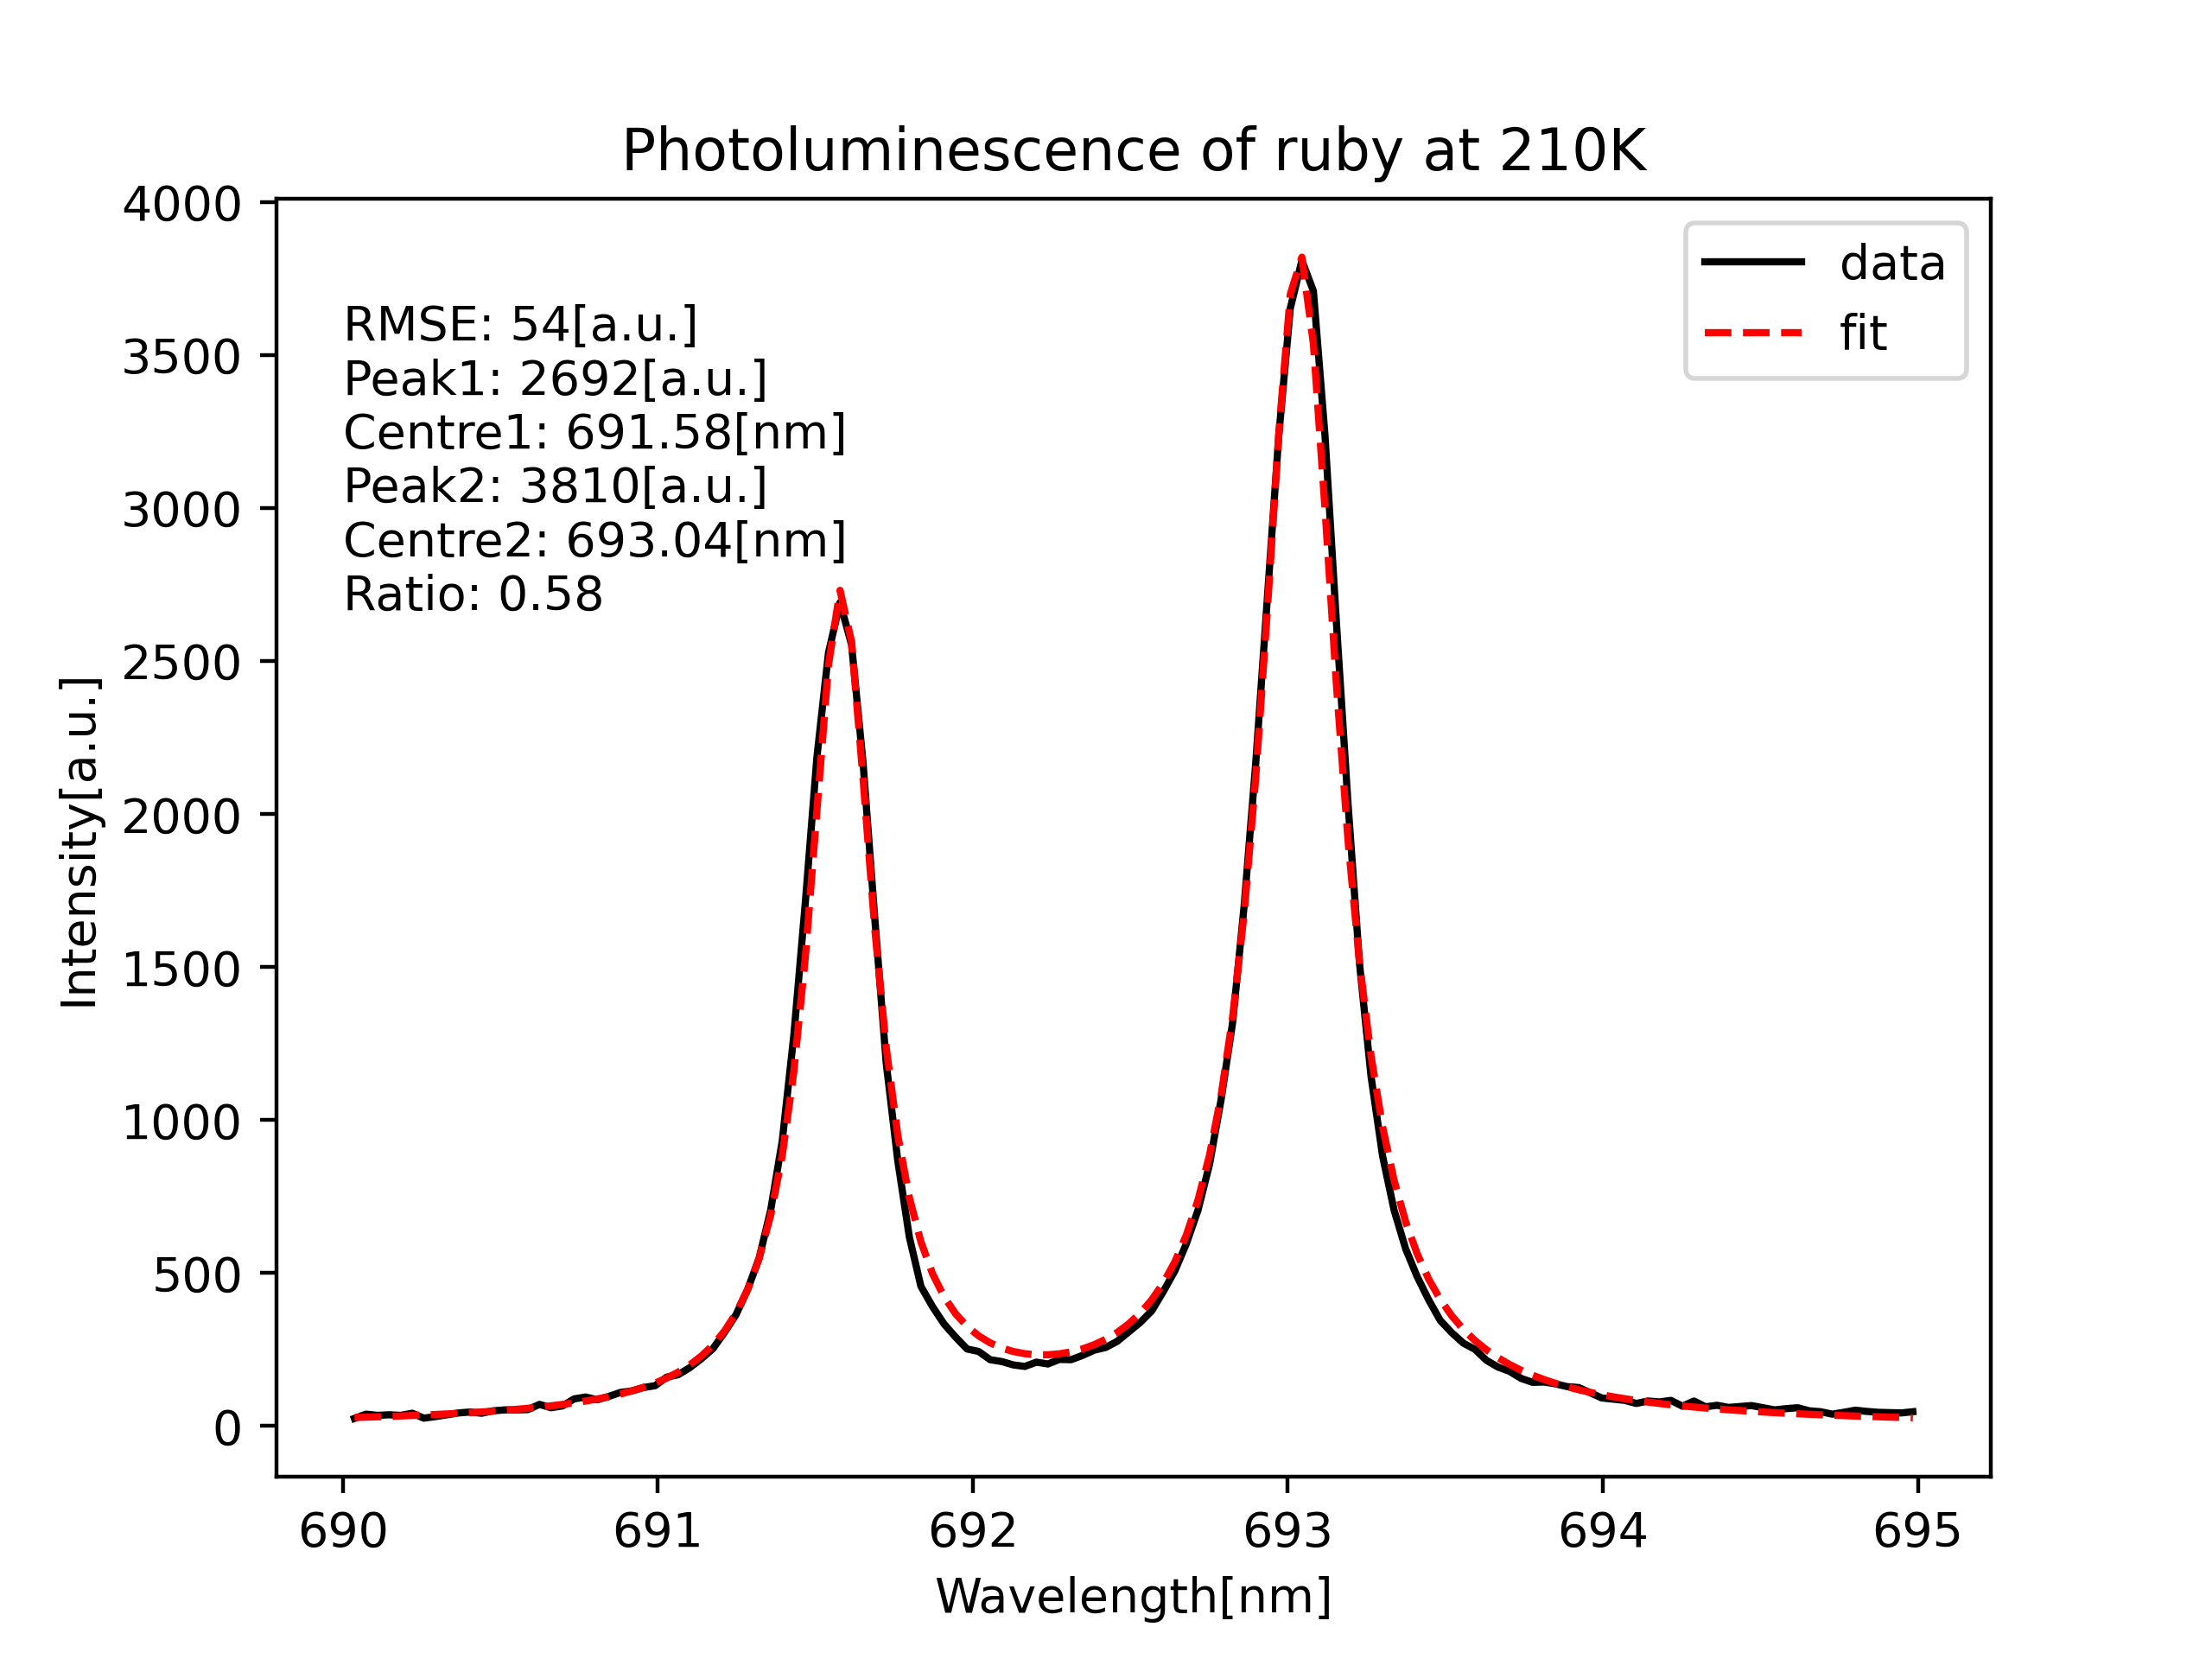 Photoluminescence of ruby at 210K
4000
3500
3000
2500
2000
1500
1000
500
0
Intensity[a.u.]
RMSE: 54[a.u.]
Peak1: 2692[a.u.]
Centre1: 691.58[nm]
Peak2: 3810[a.u.]
Centre2: 693.04[nm]
Ratio: 0.58
data
fit
690 691 692 693 694 695
Wavelength[nm]